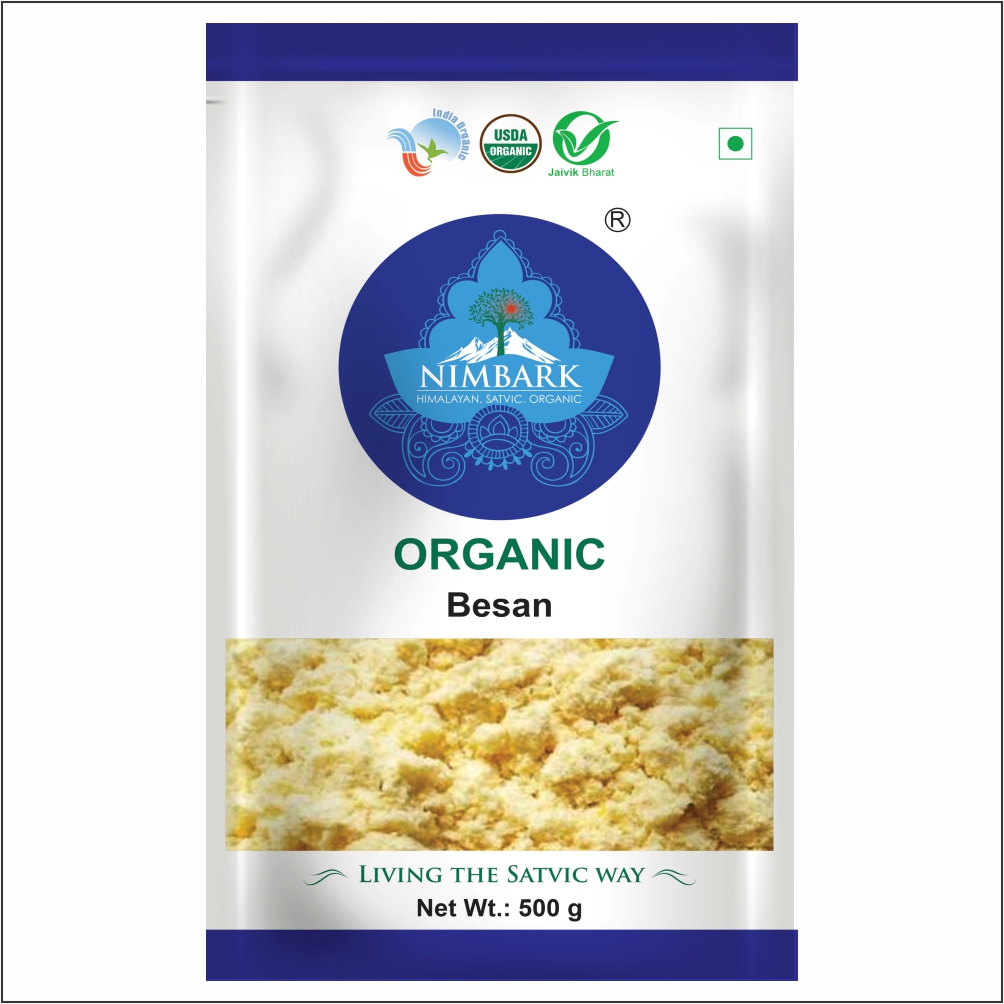 India Organic
USDA
ORGANIC
Jaivik Bharat
®
NIMBARK
HIMALAYAN. SATVIC. ORGANIC
ORGANIC
Besan
LIVING THE SATVIC WAY
Net Wt.: 500 g